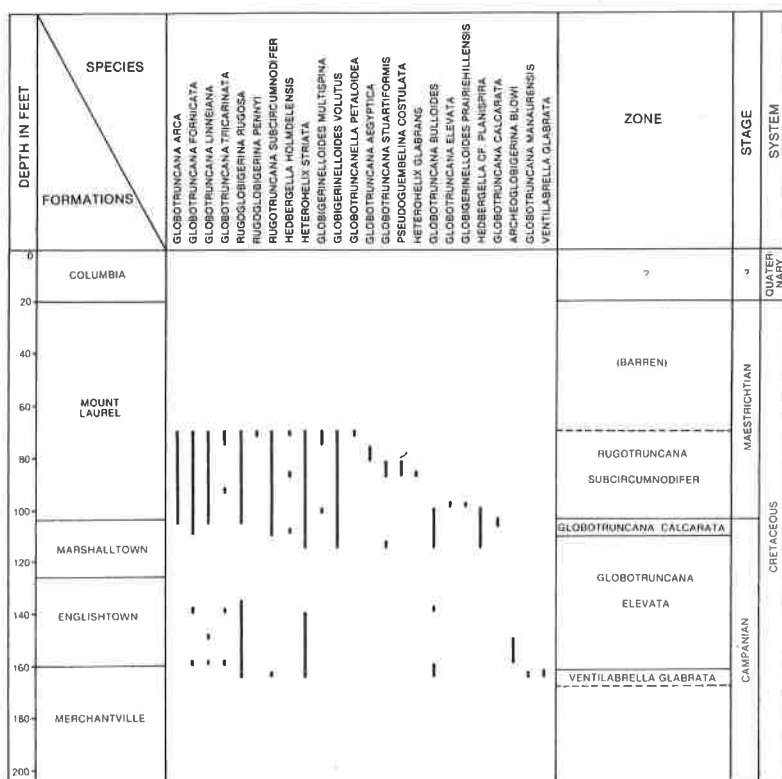 DEPTH IN FEET
SPECIES
FORMATIONS
GLOBOTRUNCANA ARCA
GLOBOTRUNCANA FORNICATA
GLOBOTRUNCANA LINNEIANA
GLOBOTRUNCANA TRICARINATA
RUGOGLOBIGERINA RUGOSA
RUGOGLOBIGERINA PENNYI
RUGOTRUNCANA SUBCIRCUMNODIFER
HEDBERGELLA HOLMDELENSIS
HETEROHELIX STRIATA
GLOBIGERINELLOIDES MULTISPINA
GLOBIGERINELLOIDES VOLUTUS
GLOBOTRUNCANELLA PETALOIDEA
GLOBOTRUNCANA AEGYPTICA
GLOBOTRUNCANA STUARTIFORMIS
PSEUDOGUEMBELINA COSTULATA
HETEROHELIX GLABRANS
GLOBOTRUNCANA BULLOIDES
GLOBOTRUNCANA ELEVATA
GLOBIGERINELLOIDES PRAIRIEHILLENSIS
HEDBERGELLA CF. PLANISPIRA
GLOBOTRUNCANA CALCARATA
ARCHEOGLOBIGERINA BLOWI
GLOBOTRUNCANA MANAURENSIS
VENTILABRELLA GLABRATA
ZONE
STAGE
SYSTEM
0
20
40
60
80
100
120
140
160
180
200
COLUMBIA
MOUNT
LAUREL
MARSHALLTOWN
ENGLISHTOWN
MERCHANTVILLE
?
(BARREN)
RUGOTRUNCANA
SUBCIRCUMNODIFER
GLOBOTRUNCANA CALCARATA
GLOBOTRUNCANA
ELEVATA
VENTILABRELLA GLABRATA
?
MAESTRICHTIAN
CAMPANIAN
QUATER-
NARY
CRETACEOUS